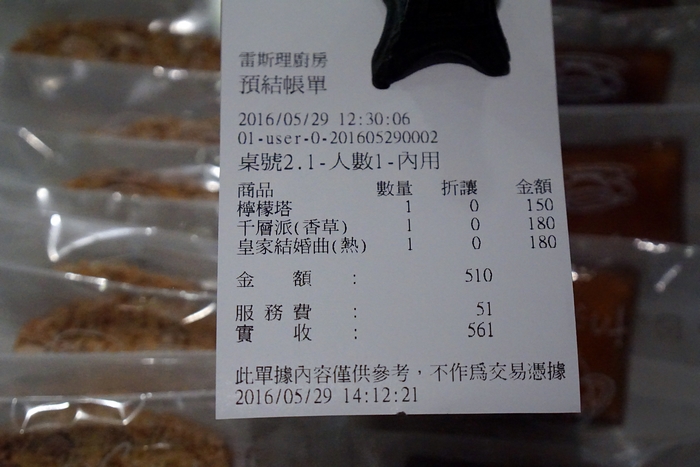 雷斯理廚房
預結帳單
2016/05/29 12:30:06
01-user-0-201605290002
桌號2.1-人數1-內用
商品 數量 折讓 金額
檸檬塔 1 0 150
千層派(香草) 1 0 180
皇家結婚曲(熱) 1 0 180
金額: 510
服務費: 51
實收: 561
此單據內容僅供參考，不作為交易憑據
2016/05/29 14:12:21